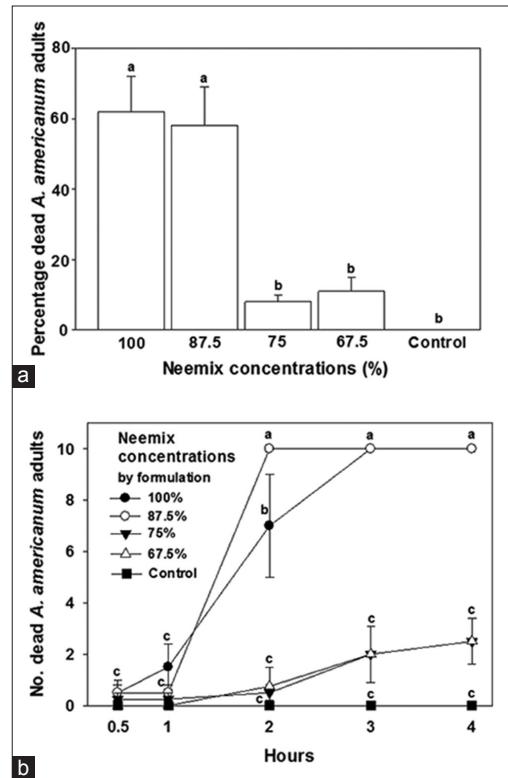 a
a
b
b
b
80
60
40
20
0
Percentage dead A. americanum adults
100 87.5 75 67.5 Control
Neemix concentrations (%)
a
Neemix
concentrations
by formulation
100%
87.5%
75%
67.5%
Control
a
a
a
b
c
c
c
c
c
c
c
c
c
c
10
8
6
4
2
0
No. dead A. americanum adults
0.5 1 2 3 4
Hours
b